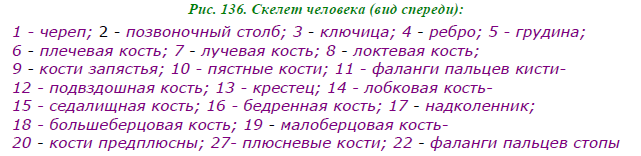 Рис. 136. Скелет человека (вид спереди):
1 - череп; 2 - позвоночный столб; 3 - ключица; 4 - ребро; 5 - грудина;
6 - плечевая кость; 7 - лучевая кость; 8 - локтевая кость;
9 - кости запястья; 10 - пястные кости; 11 - фаланги пальцев кисти-
12 - подвздошная кость; 13 - крестец; 14 - лобковая кость-
15 - седалищная кость; 16 - бедренная кость; 17 - надколенник;
18 - большеберцовая кость; 19 - малоберцовая кость-
20 - кости предплюсны; 27- плюсневые кости; 22 - фаланги пальцев стопы